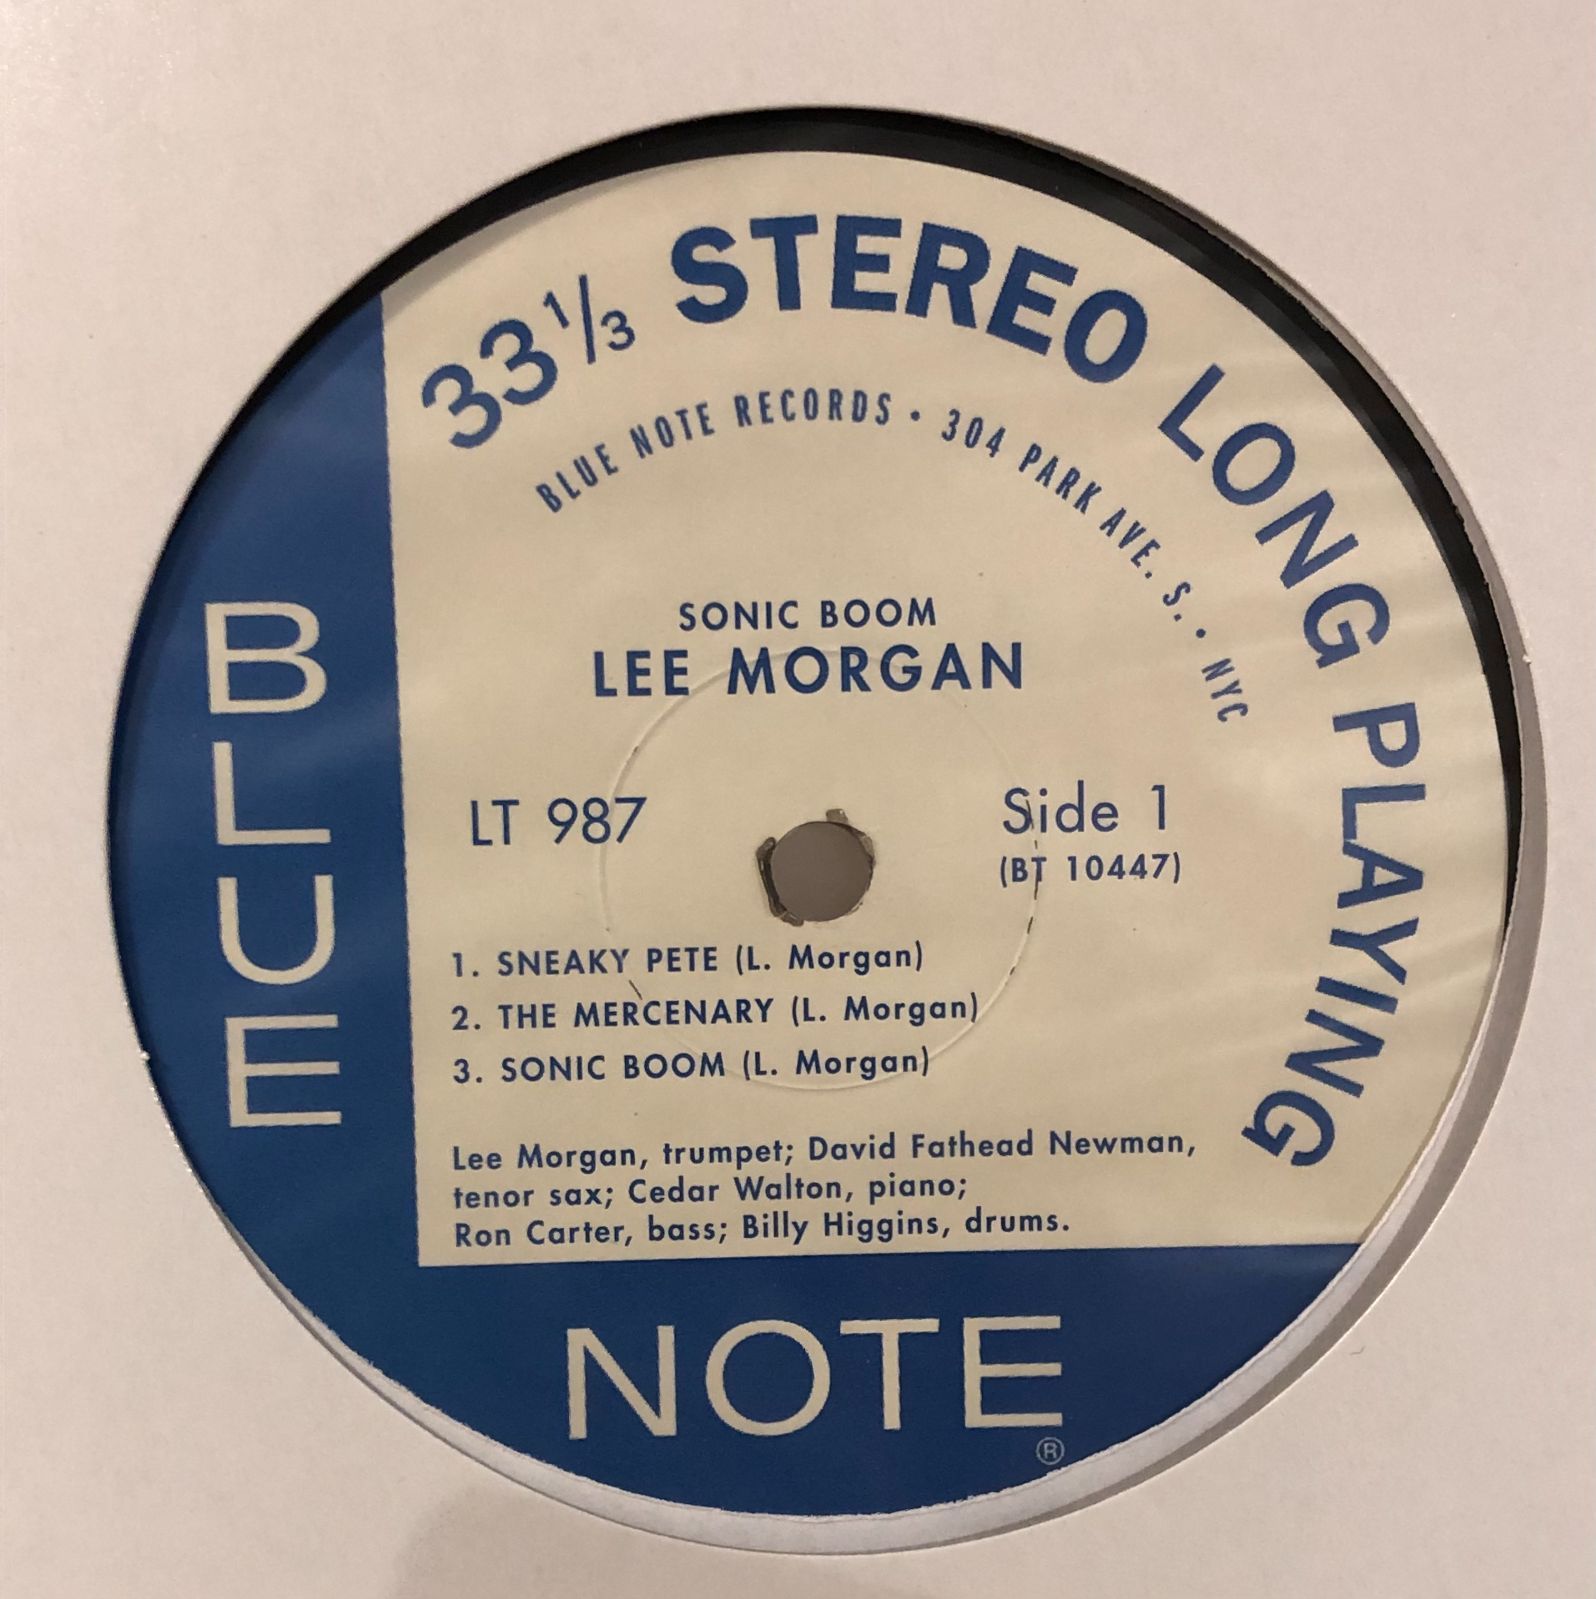 33 1/3 STEREO LONG PLAYING
BLUE NOTE RECORDS • 304 PARK AVE. S. • NYC
SONIC BOOM
LEE MORGAN
LT 987
Side 1
(BT 10447)
1. SNEAKY PETE (L. Morgan)
2. THE MERCENARY (L. Morgan)
3. SONIC BOOM (L. Morgan)
Lee Morgan, trumpet; David Fathead Newman,
tenor sax; Cedar Walton, piano;
Ron Carter, bass; Billy Higgins, drums.
BLUE
NOTE
®